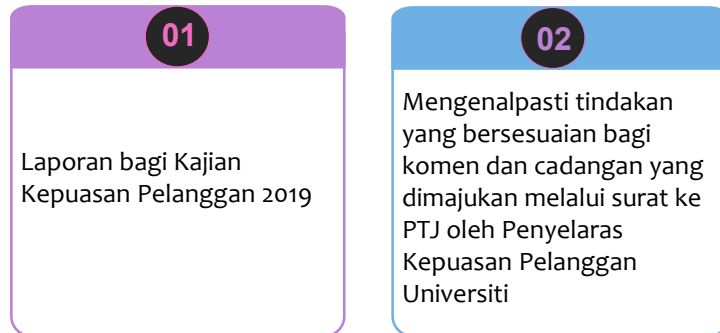 01
Laporan bagi Kajian
Kepuasan Pelanggan 2019
02
Mengenalpasti tindakan
yang bersesuaian bagi
komen dan cadangan yang
dimajukan melalui surat ke
PTJ oleh Penyelaras
Kepuasan Pelanggan
Universiti